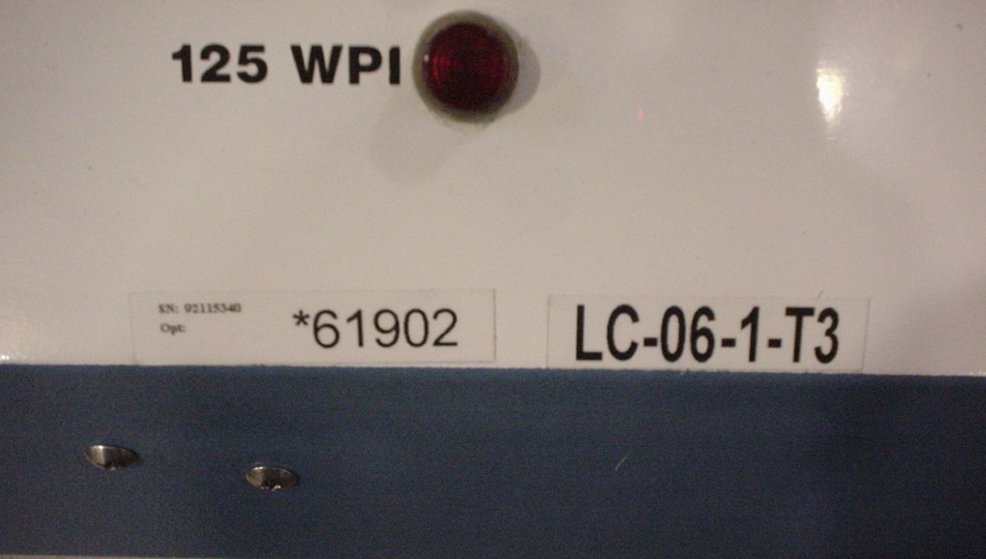 125 WPI
SN: 92115340
Opt:
*61902
LC-06-1-T3